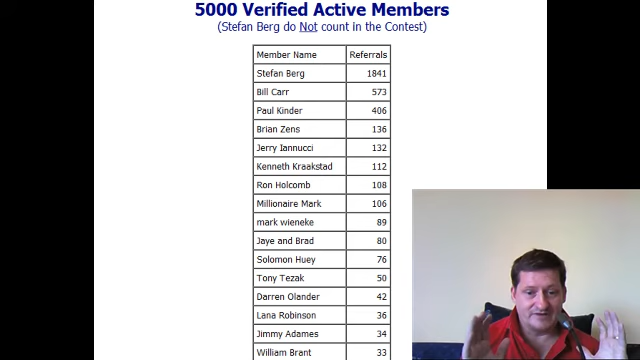 5000 Verified Active Members
(Stefan Berg do Not count in the Contest)
Member Name Referrals
Stefan Berg 1841
Bill Carr 573
Paul Kinder 406
Brian Zens 136
Jerry Iannucci 132
Kenneth Kraakstad 112
Ron Holcomb 108
Millionaire Mark 106
mark wieneke 89
Jaye and Brad 80
Solomon Huey 76
Tony Tezak 50
Darren Olander 42
Lana Robinson 36
Jimmy Adames 34
William Brant 33